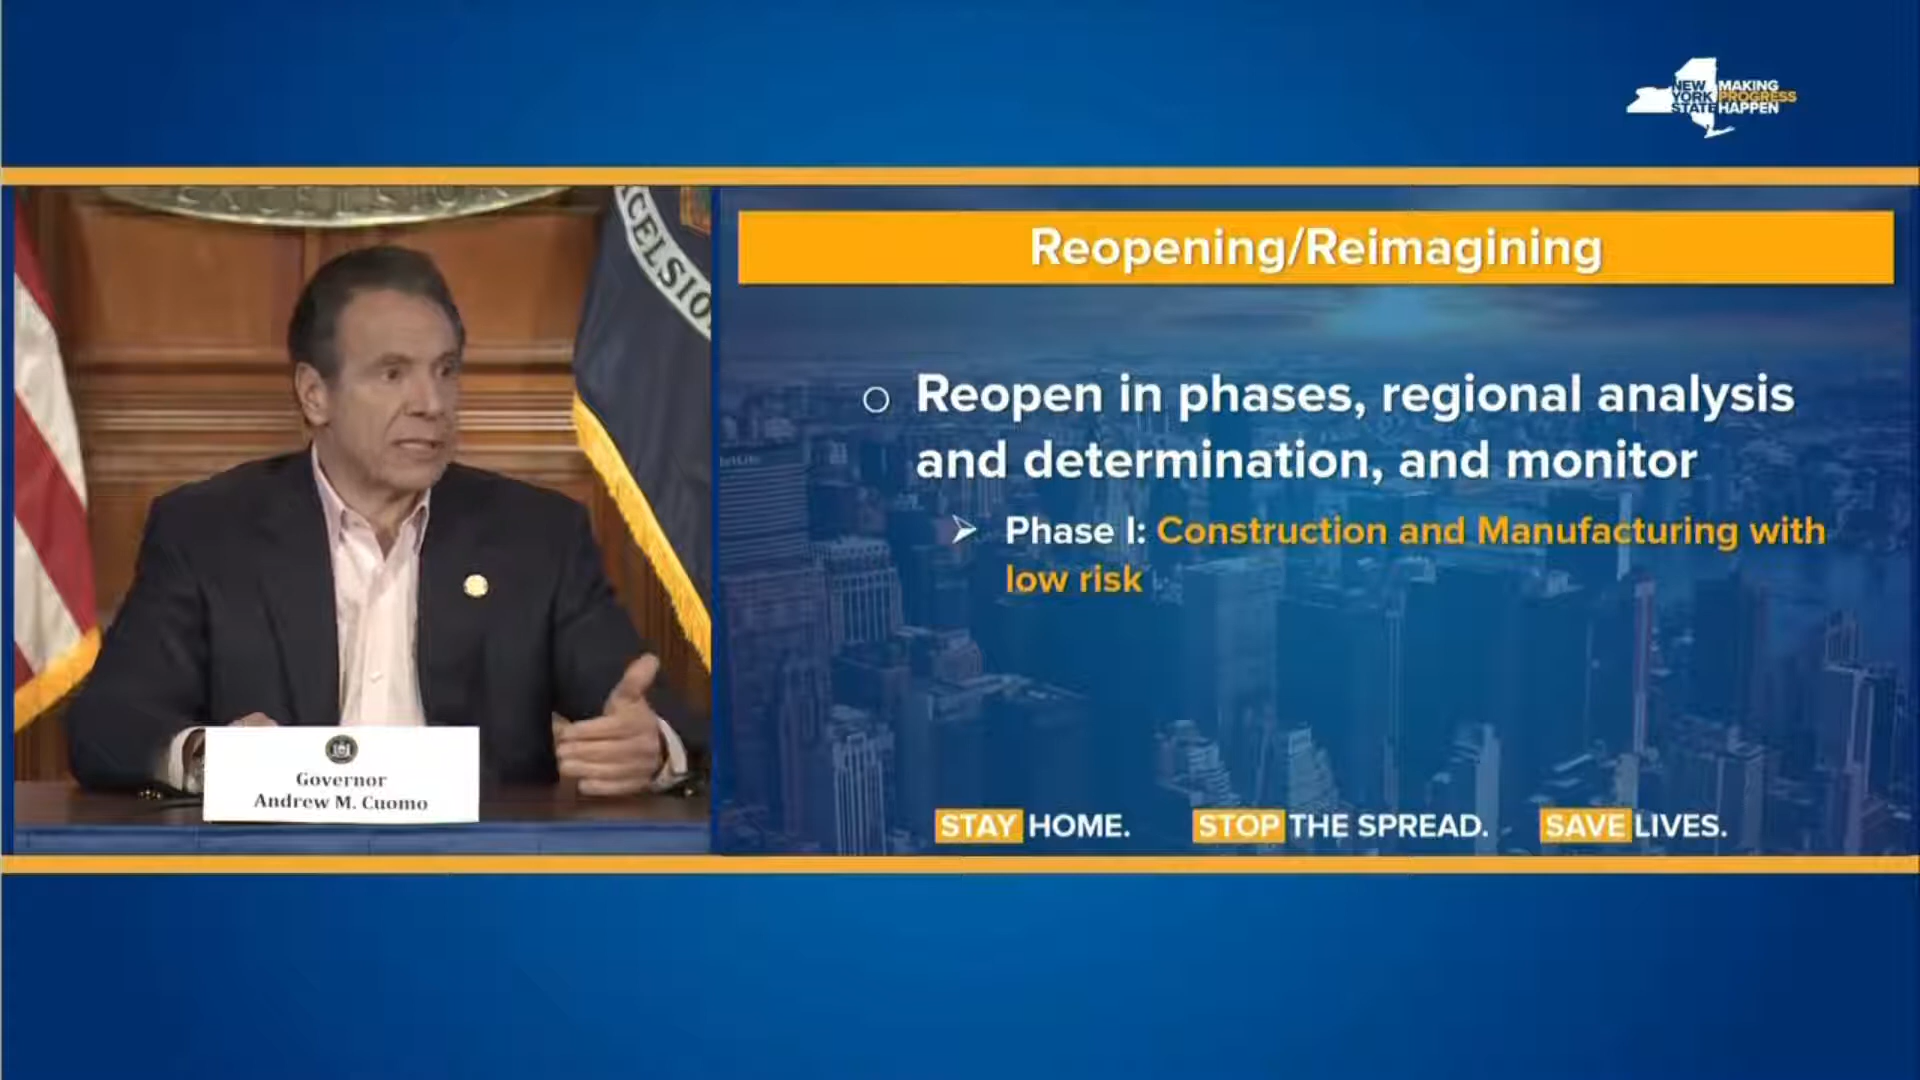 NEW YORK STATE
MAKING PROGRESS HAPPEN
EXCELSIOR
Reopening/Reimagining
Reopen in phases, regional analysis
and determination, and monitor
Phase I: Construction and Manufacturing with
low risk
Governor
Andrew M. Cuomo
STAY HOME. STOP THE SPREAD. SAVE LIVES.